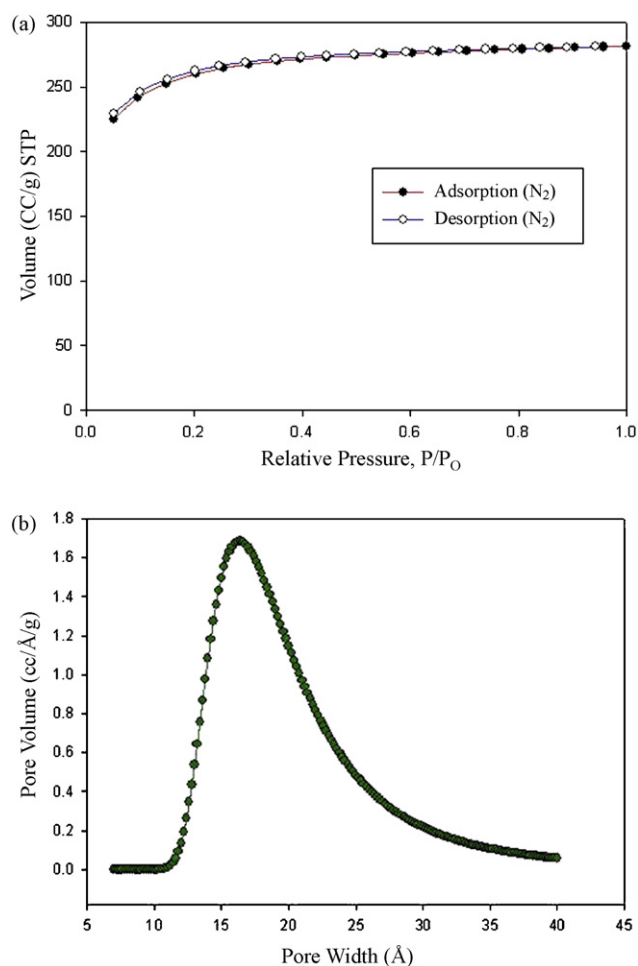 (a)
300
250
200
150
100
50
0
Volume (CC/g) STP
Adsorption (N₂)
Desorption (N₂)
0.0 0.2 0.4 0.6 0.8 1.0
Relative Pressure, P/P_O
(b)
1.8
1.6
1.4
1.2
1.0
0.8
0.6
0.4
0.2
0.0
Pore Volume (cc/Å/g)
5 10 15 20 25 30 35 40 45
Pore Width (Å)